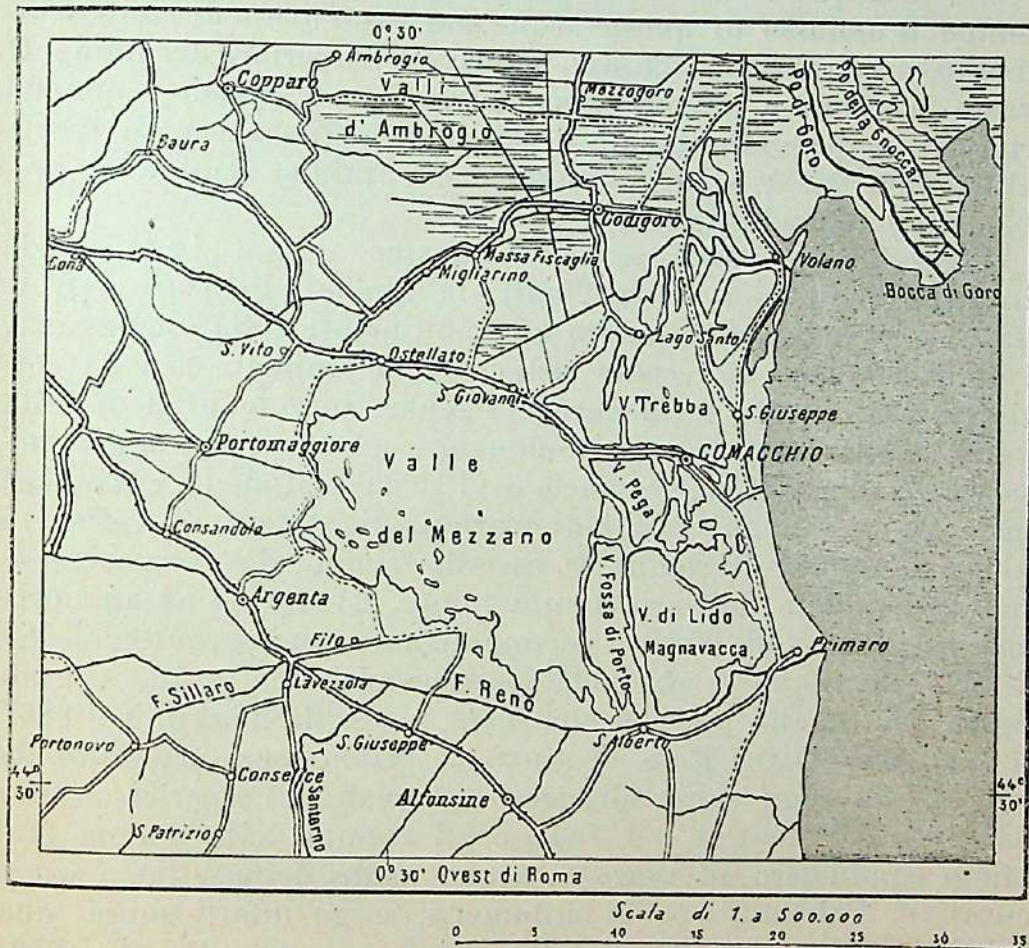 0°30'
Ambrogio
Coppar
Valli
Mezzogoro
Po di Goro
Po della Gnocca
d'Ambrogio
Baura
Codigoro
Cona
Massa Fiscaglia
Volano
Migliarino
Bocca di Goro
Lago Santo
S. Vito
Ostellato
S. Giovanni
V. Trebba
S. Giuseppe
Portomaggiore
COMACCHIO
Valle
V. Pega
del Mezzano
Consandolo
V. Fossa di Porto
Argenta
V. di Lido
Filo
Magnavacca
Primaro
F. Sillaro
Lavezzola
F. Reno
Portonovo
S. Giuseppe
S. Alberto
44°
30'
44°
30'
Conselice
T. Santerno
Alfonsine
S. Patrizio
0°30' Ovest di Roma
Scala di 1. a 500.000
0 5 10 15 20 25 30 35